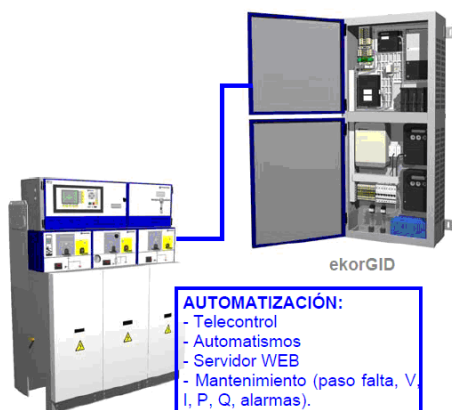 ekorGID
AUTOMATIZACIÓN:
- Telecontrol
- Automatismos
- Servidor WEB
- Mantenimiento (paso falta, V,
I, P, Q, alarmas).